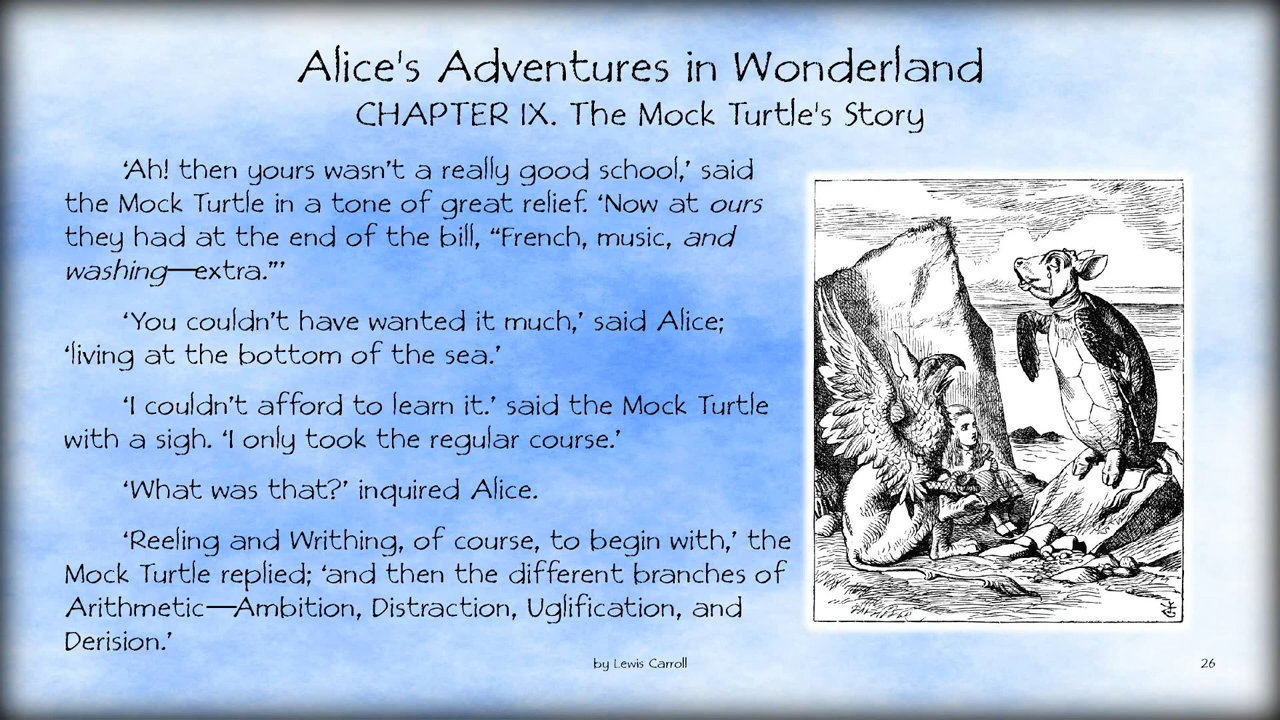 Alice's Adventures in Wonderland
CHAPTER IX. The Mock Turtle's Story
‘Ah! then yours wasn’t a really good school,’ said
the Mock Turtle in a tone of great relief. ‘Now at ours
they had at the end of the bill, “French, music, and
washing—extra.”’
‘You couldn’t have wanted it much,’ said Alice;
‘living at the bottom of the sea.’
‘I couldn’t afford to learn it.’ said the Mock Turtle
with a sigh. ‘I only took the regular course.’
‘What was that?’ inquired Alice.
‘Reeling and Writhing, of course, to begin with,’ the
Mock Turtle replied; ‘and then the different branches of
Arithmetic—Ambition, Distraction, Uglification, and
Derision.’
by Lewis Carroll
26